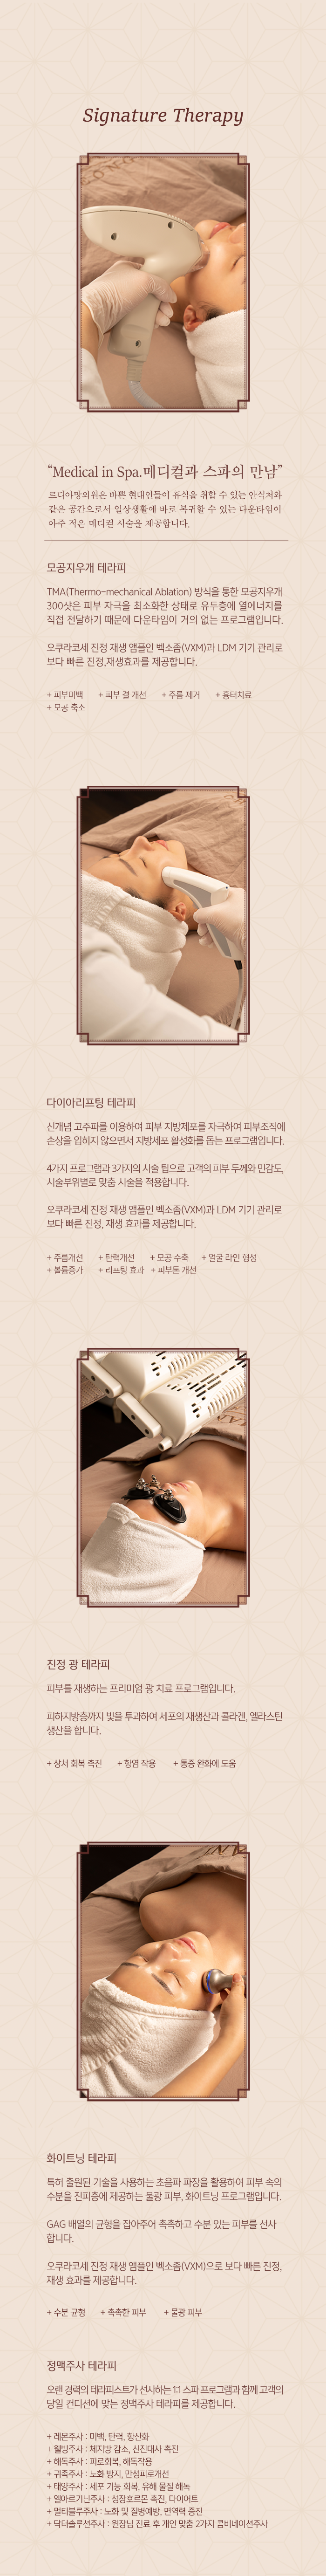 Signature Therapy
“Medical in Spa.메디컬과 스파의 만남”
르디아망의원은 바쁜 현대인들이 휴식을 취할 수 있는 안식처와
같은 공간으로서 일상생활에 바로 복귀할 수 있는 다운타임이
아주 적은 메디컬 시술을 제공합니다.
모공지우개 테라피
TMA(Thermo-mechanical Ablation) 방식을 통한 모공지우개
300샷은 피부 자극을 최소화한 상태로 유두층에 열에너지를
직접 전달하기 때문에 다운타임이 거의 없는 프로그램입니다.
오쿠라코세 진정 재생 앰플인 벡소좀(VXM)과 LDM 기기 관리로
보다 빠른 진정,재생효과를 제공합니다.
+ 피부미백 + 피부 결 개선 + 주름 제거 + 흉터치료
+ 모공 축소
다이아리프팅 테라피
신개념 고주파를 이용하여 피부 지방제포를 자극하여 피부조직에
손상을 입히지 않으면서 지방세포 활성화를 돕는 프로그램입니다.
4가지 프로그램과 3가지의 시술 팁으로 고객의 피부 두께와 민감도,
시술부위별로 맞춤 시술을 적용합니다.
오쿠라코세 진정 재생 앰플인 벡소좀(VXM)과 LDM 기기 관리로
보다 빠른 진정, 재생 효과를 제공합니다.
+ 주름개선 + 탄력개선 + 모공 수축 + 얼굴 라인 형성
+ 볼륨증가 + 리프팅 효과 + 피부톤 개선
진정 광 테라피
피부를 재생하는 프리미엄 광 치료 프로그램입니다.
피하지방층까지 빛을 투과하여 세포의 재생산과 콜라겐, 엘라스틴
생산을 합니다.
+ 상처 회복 촉진 + 항염 작용 + 통증 완화에 도움
화이트닝 테라피
특허 출원된 기술을 사용하는 초음파 파장을 활용하여 피부 속의
수분을 진피층에 제공하는 물광 피부, 화이트닝 프로그램입니다.
GAG 배열의 균형을 잡아주어 촉촉하고 수분 있는 피부를 선사
합니다.
오쿠라코세 진정 재생 앰플인 벡소좀(VXM)으로 보다 빠른 진정,
재생 효과를 제공합니다.
+ 수분 균형 + 촉촉한 피부 + 물광 피부
정맥주사 테라피
오랜 경력의 테라피스트가 선사하는 1:1 스파 프로그램과 함께 고객의
당일 컨디션에 맞는 정맥주사 테라피를 제공합니다.
+ 레몬주사 : 미백, 탄력, 항산화
+ 웰빙주사 : 체지방 감소, 신진대사 촉진
+ 해독주사 : 피로회복, 해독작용
+ 귀족주사 : 노화 방지, 만성피로개선
+ 태양주사 : 세포 기능 회복, 유해 물질 해독
+ 엘아르기닌주사 : 성장호르몬 촉진, 다이어트
+ 멀티블루주사 : 노화 및 질병예방, 면역력 증진
+ 닥터솔루션주사 : 원장님 진료 후 개인 맞춤 2가지 콤비네이션주사